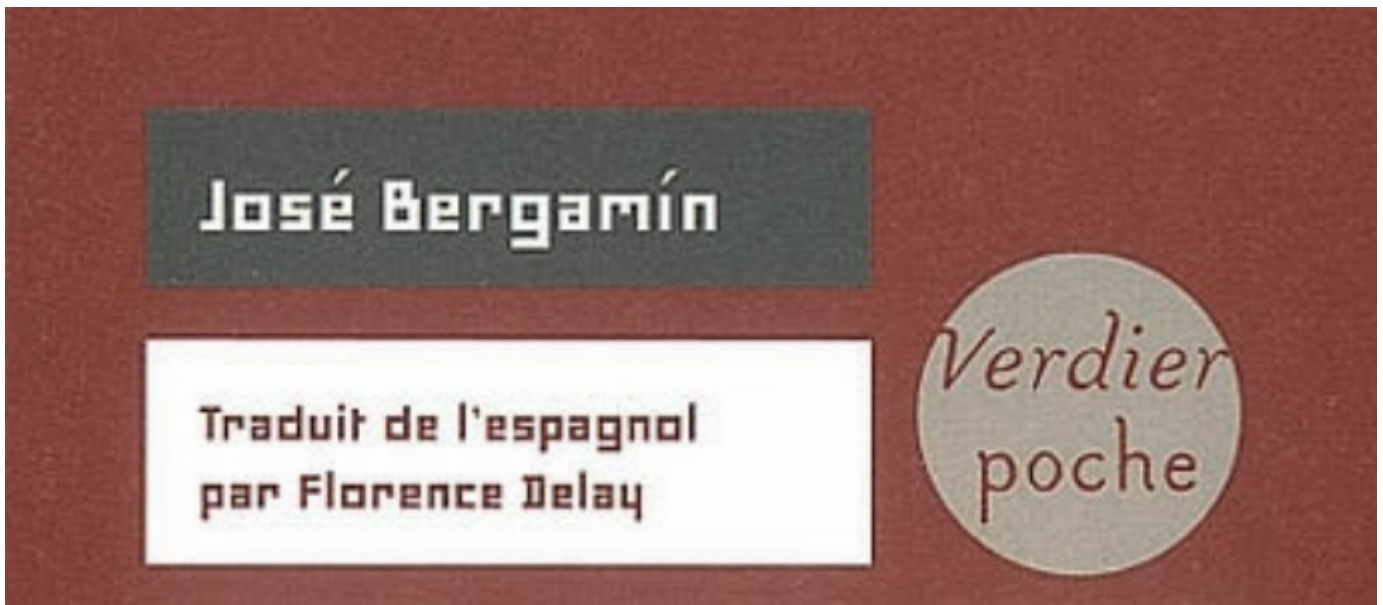 José Bergamín
Traduit de l'espagnol
par Florence Delay
Verdier
poche